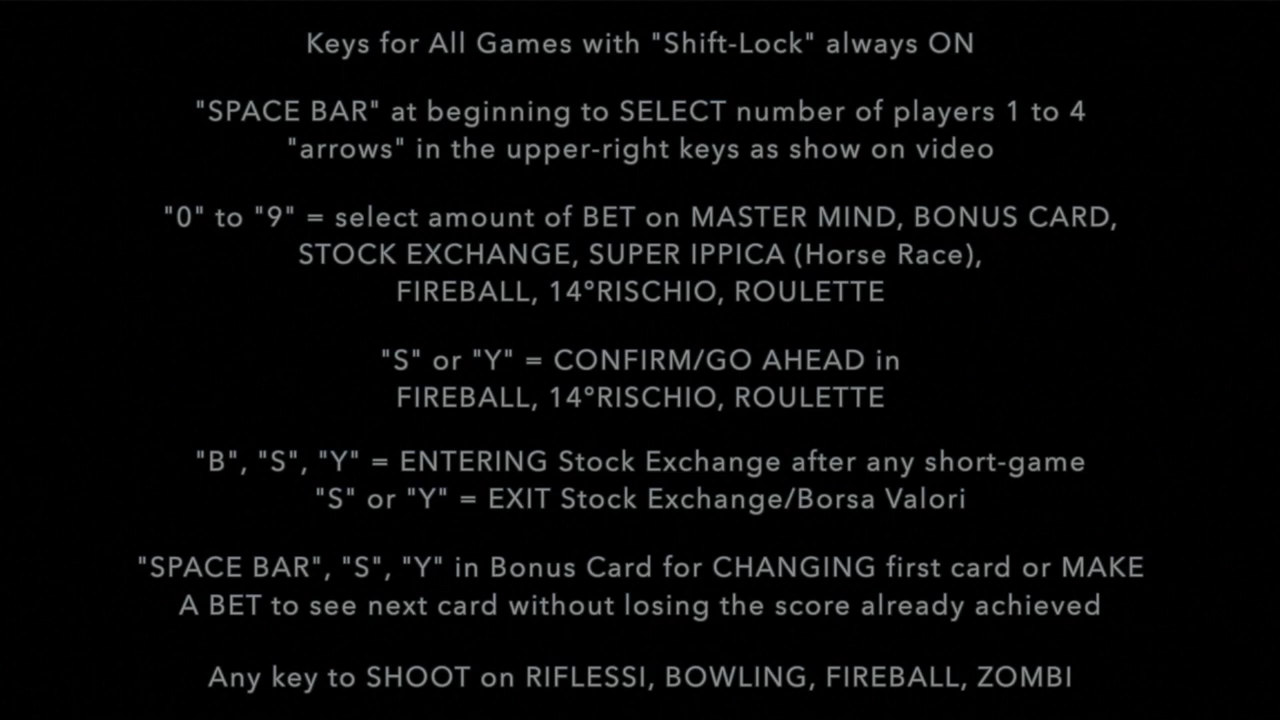 Keys for All Games with "Shift-Lock" always ON
"SPACE BAR" at beginning to SELECT number of players 1 to 4
"arrows" in the upper-right keys as show on video
"0" to "9" = select amount of BET on MASTER MIND, BONUS CARD,
STOCK EXCHANGE, SUPER IPPICA (Horse Race),
FIREBALL, 14°RISCHIO, ROULETTE
"S" or "Y" = CONFIRM/GO AHEAD in
FIREBALL, 14°RISCHIO, ROULETTE
"B", "S", "Y" = ENTERING Stock Exchange after any short-game
"S" or "Y" = EXIT Stock Exchange/Borsa Valori
"SPACE BAR", "S", "Y" in Bonus Card for CHANGING first card or MAKE
A BET to see next card without losing the score already achieved
Any key to SHOOT on RIFLESSI, BOWLING, FIREBALL, ZOMBI